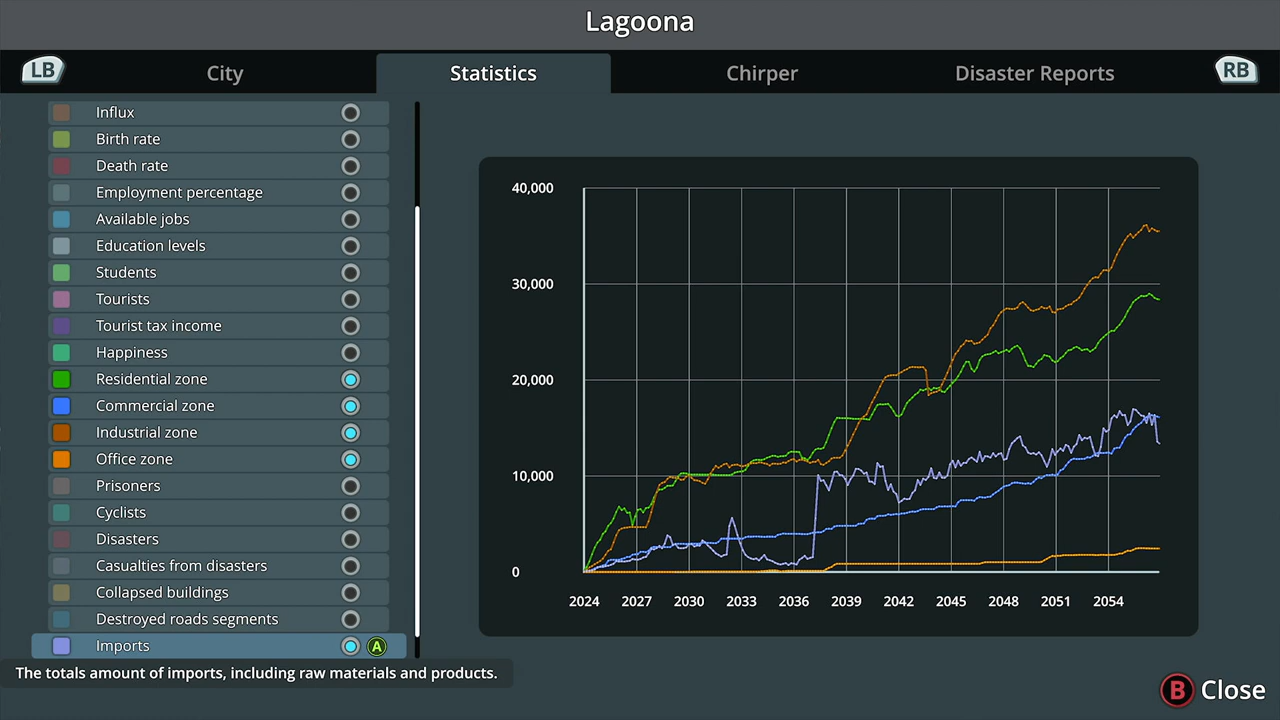 Lagoona
LB City Statistics Chirper Disaster Reports RB
Influx
Birth rate
Death rate
Employment percentage
Available jobs
Education levels
Students
Tourists
Tourist tax income
Happiness
Residential zone
Commercial zone
Industrial zone
Office zone
Prisoners
Cyclists
Disasters
Casualties from disasters
Collapsed buildings
Destroyed roads segments
Imports A
The totals amount of imports, including raw materials and products.
40,000
30,000
20,000
10,000
0
2024 2027 2030 2033 2036 2039 2042 2045 2048 2051 2054
B Close